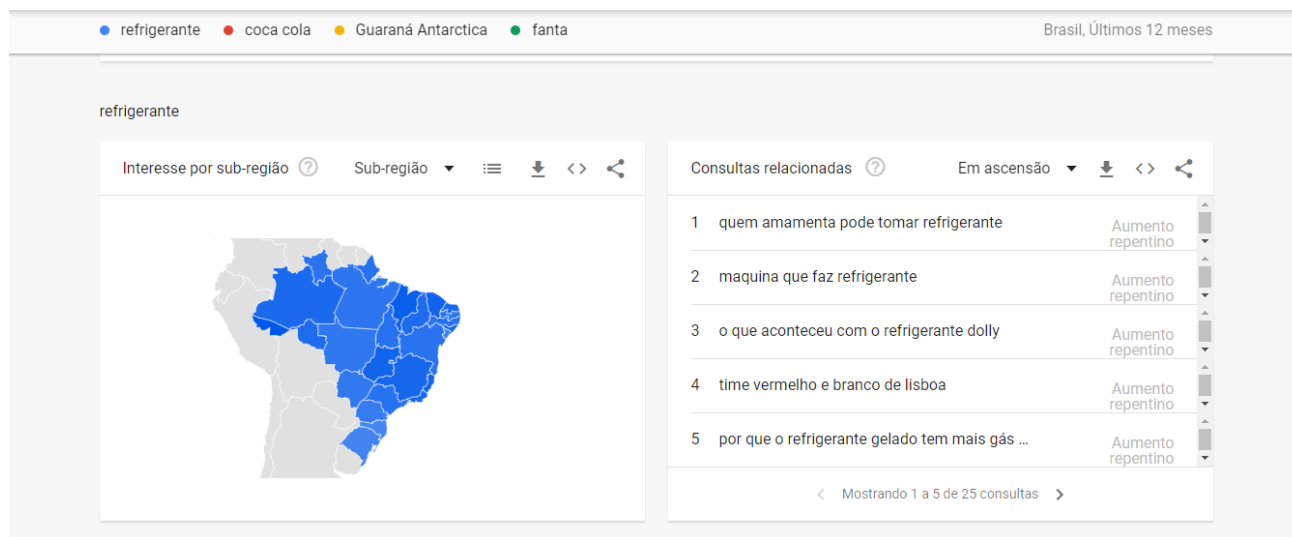 refrigerante coca cola Guaraná Antarctica fanta Brasil, Últimos 12 meses
refrigerante
Interesse por sub-região Sub-região
Consultas relacionadas Em ascensão
1 quem amamenta pode tomar refrigerante Aumento repentino
2 maquina que faz refrigerante Aumento repentino
3 o que aconteceu com o refrigerante dolly Aumento repentino
4 time vermelho e branco de lisboa Aumento repentino
5 por que o refrigerante gelado tem mais gás ... Aumento repentino
Mostrando 1 a 5 de 25 consultas